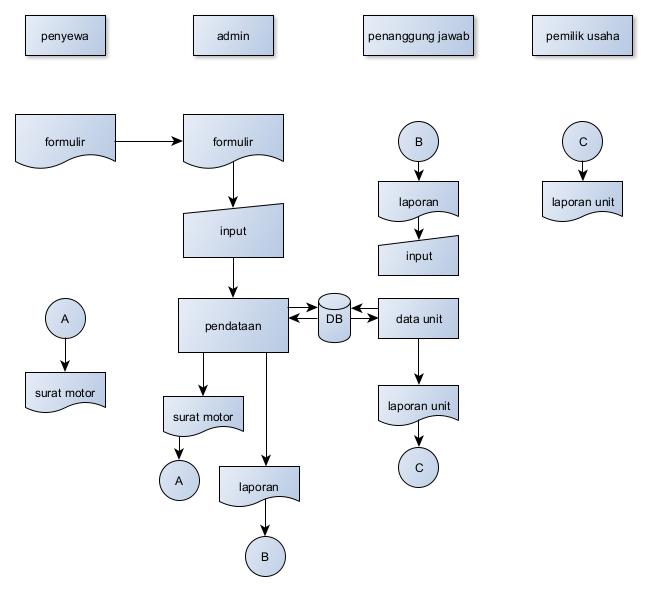 penyewa
admin
penanggung jawab
pemilik usaha
formulir
formulir
B
C
laporan
laporan unit
input
input
A
pendataan
DB
data unit
surat motor
surat motor
laporan unit
A
C
laporan
B